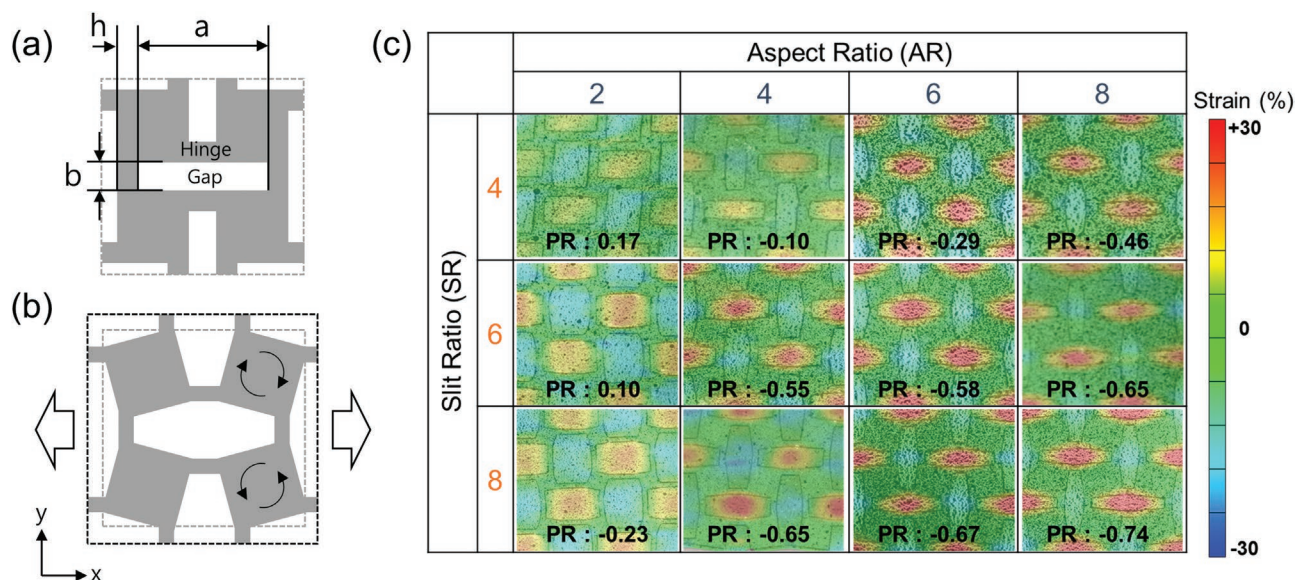 (a)
h
a
Hinge
b
Gap
(b)
y
x
(c)
Aspect Ratio (AR)
2 4 6 8
Slit Ratio (SR)
4
PR : 0.17 PR : -0.10 PR : -0.29 PR : -0.46
6
PR : 0.10 PR : -0.55 PR : -0.58 PR : -0.65
8
PR : -0.23 PR : -0.65 PR : -0.67 PR : -0.74
Strain (%)
+30
0
-30